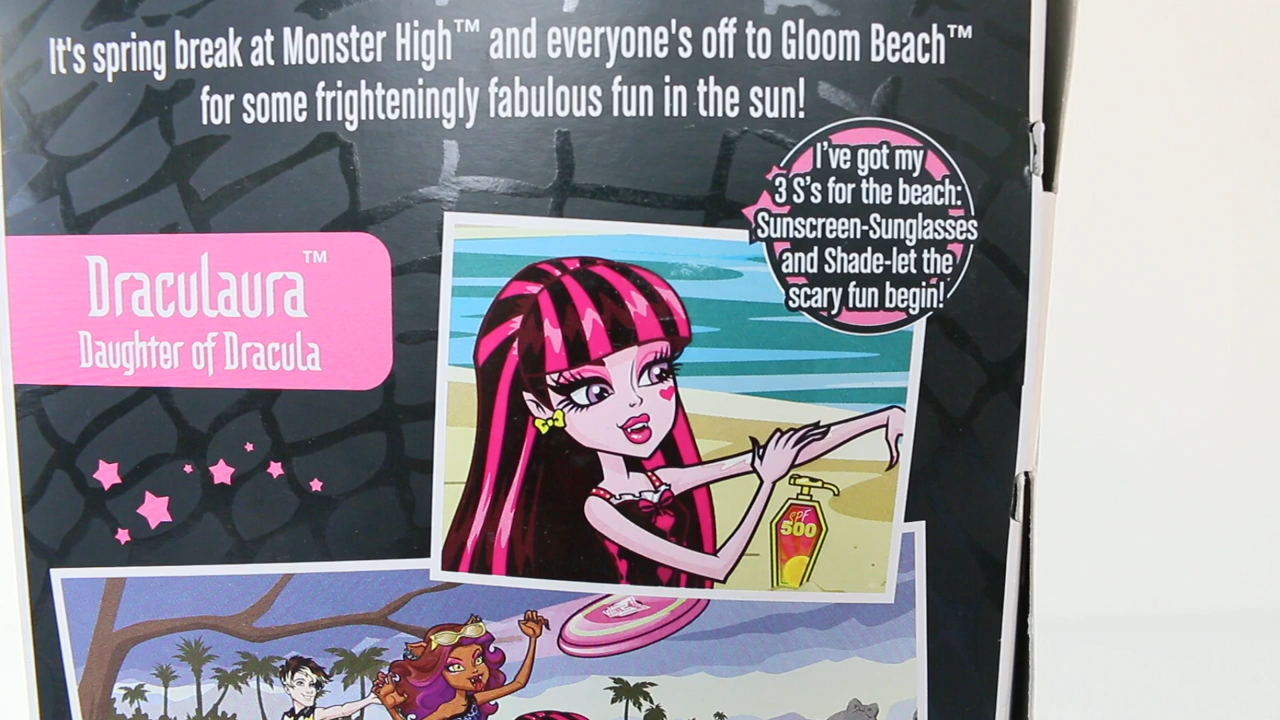 It's spring break at Monster High™ and everyone's off to Gloom Beach™
for some frighteningly fabulous fun in the sun!
I've got my
3 S's for the beach:
Sunscreen-Sunglasses
and Shade-let the
scary fun begin!
Draculaura™
Daughter of Dracula
SPF
500